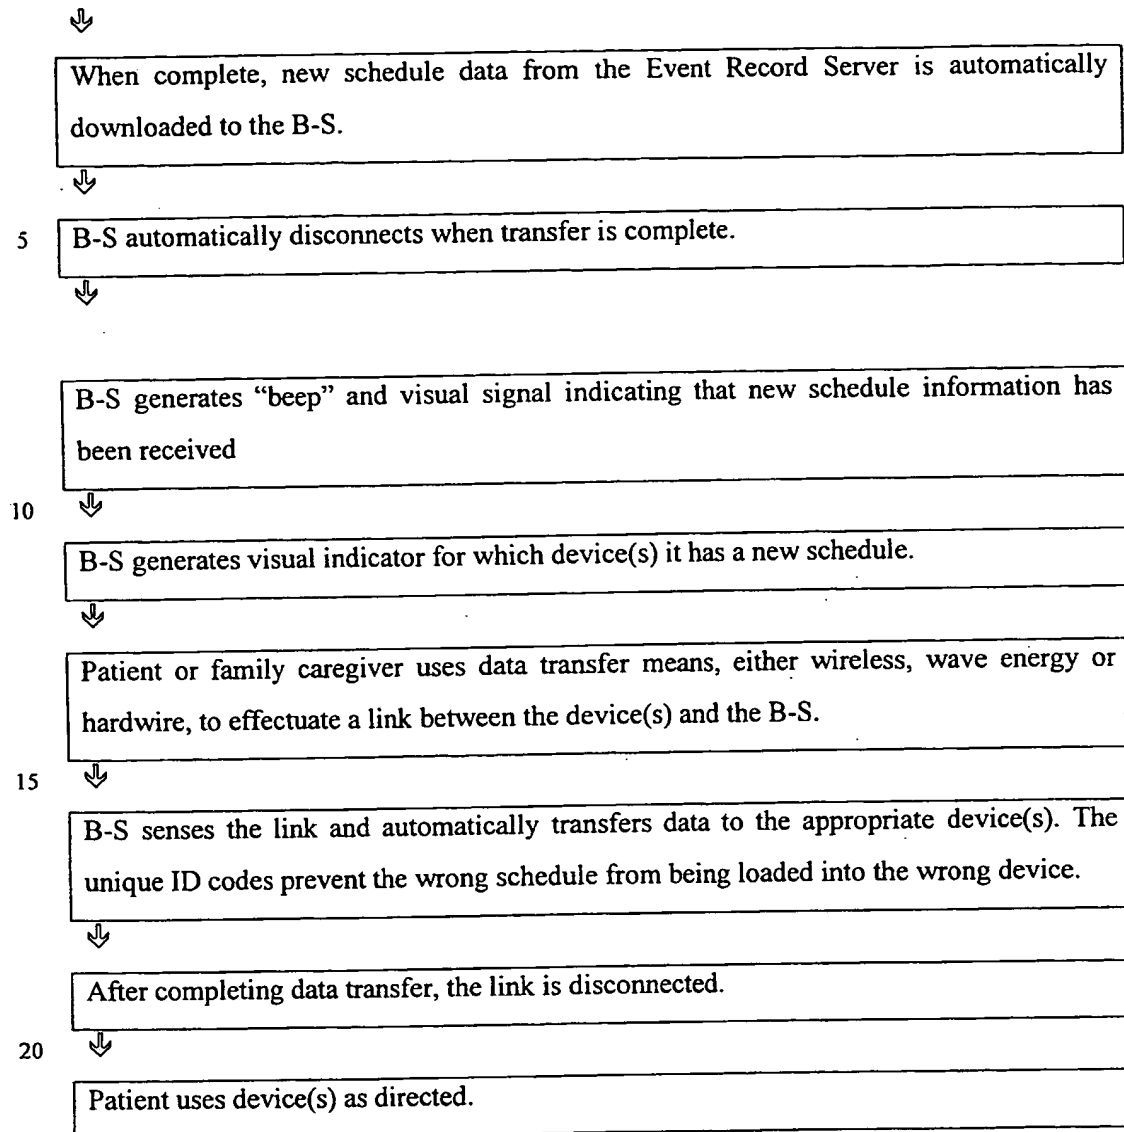 ⇩
When complete, new schedule data from the Event Record Server is automatically
downloaded to the B-S.
⇩
5 B-S automatically disconnects when transfer is complete.
⇩
B-S generates “beep” and visual signal indicating that new schedule information has
been received
10 ⇩
B-S generates visual indicator for which device(s) it has a new schedule.
⇩
Patient or family caregiver uses data transfer means, either wireless, wave energy or
hardwire, to effectuate a link between the device(s) and the B-S.
15 ⇩
B-S senses the link and automatically transfers data to the appropriate device(s). The
unique ID codes prevent the wrong schedule from being loaded into the wrong device.
⇩
After completing data transfer, the link is disconnected.
20 ⇩
Patient uses device(s) as directed.